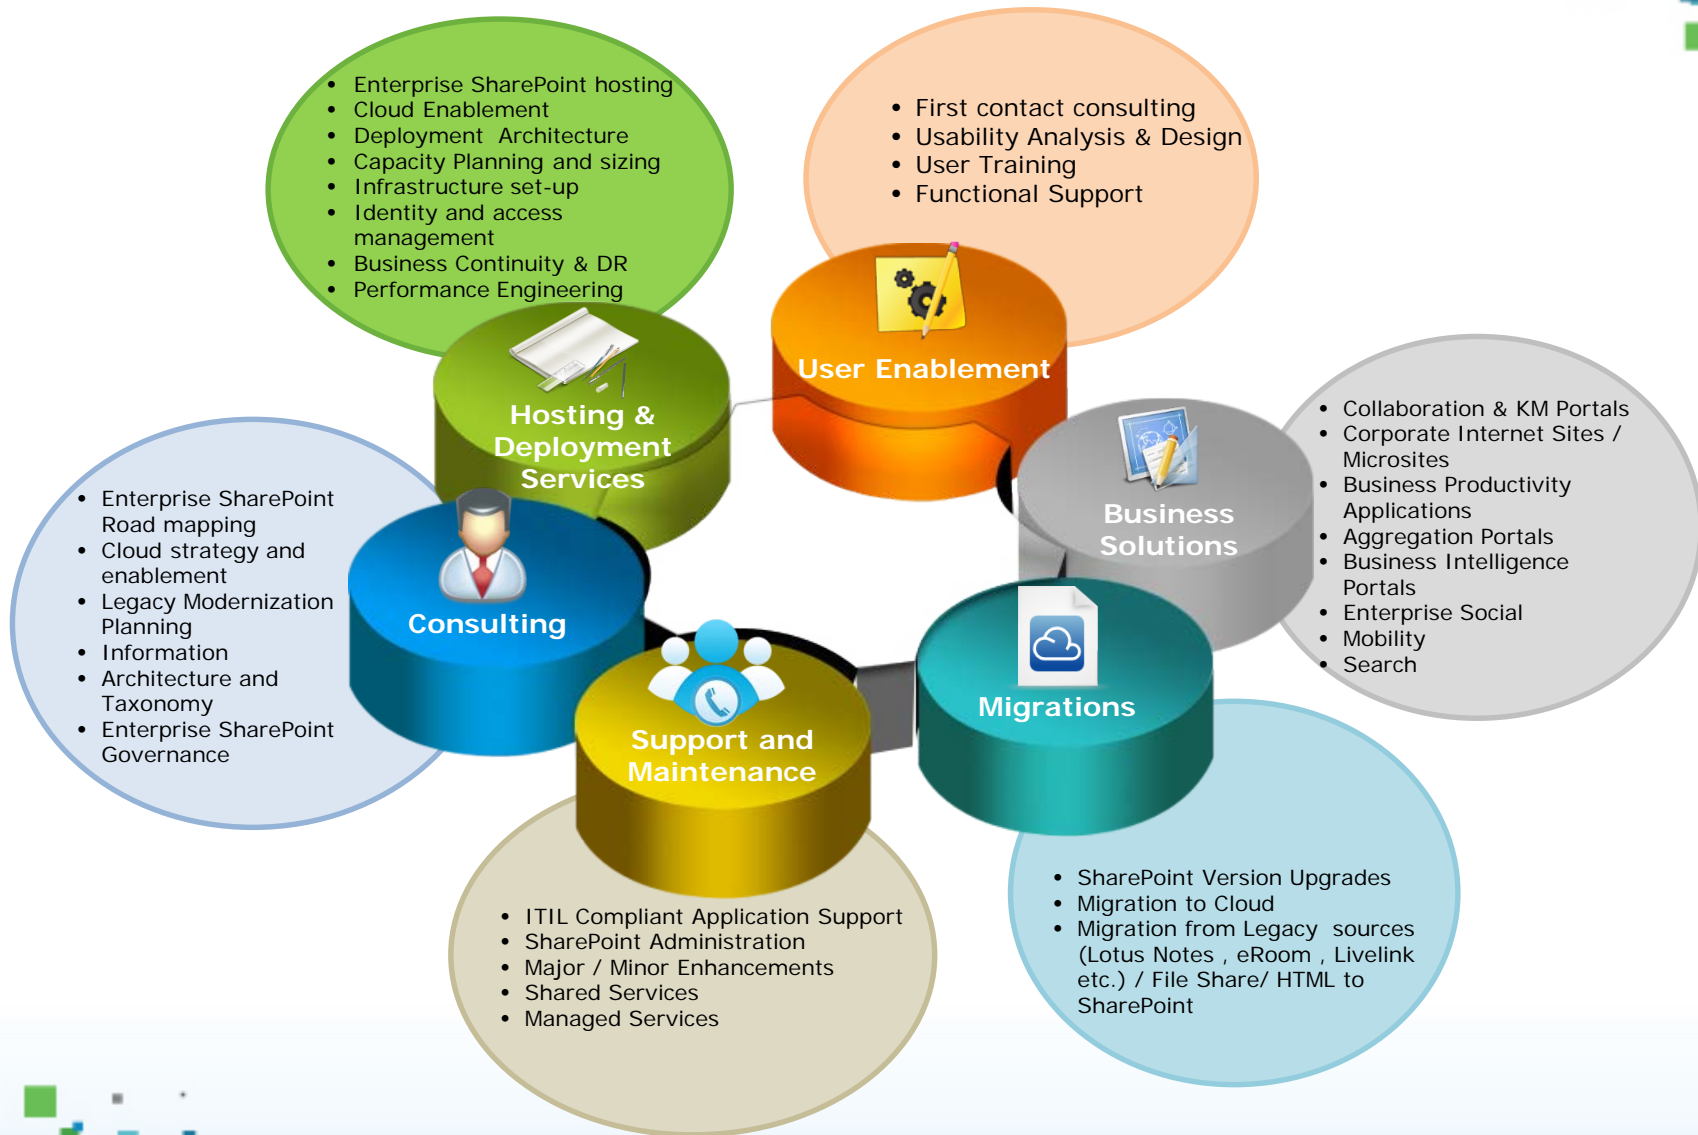 • Enterprise SharePoint hosting
• Cloud Enablement
• Deployment Architecture
• Capacity Planning and sizing
• Infrastructure set-up
• Identity and access
management
• Business Continuity & DR
• Performance Engineering
Hosting &
Deployment
Services
• First contact consulting
• Usability Analysis & Design
• User Training
• Functional Support
User Enablement
• Collaboration & KM Portals
• Corporate Internet Sites /
Microsites
• Business Productivity
Applications
• Aggregation Portals
• Business Intelligence
Portals
• Enterprise Social
• Mobility
• Search
Business
Solutions
• Enterprise SharePoint
Road mapping
• Cloud strategy and
enablement
• Legacy Modernization
Planning
• Information
• Architecture and
Taxonomy
• Enterprise SharePoint
Governance
Consulting
Support and
Maintenance
• ITIL Compliant Application Support
• SharePoint Administration
• Major / Minor Enhancements
• Shared Services
• Managed Services
Migrations
• SharePoint Version Upgrades
• Migration to Cloud
• Migration from Legacy sources
(Lotus Notes , eRoom , Livelink
etc.) / File Share/ HTML to
SharePoint